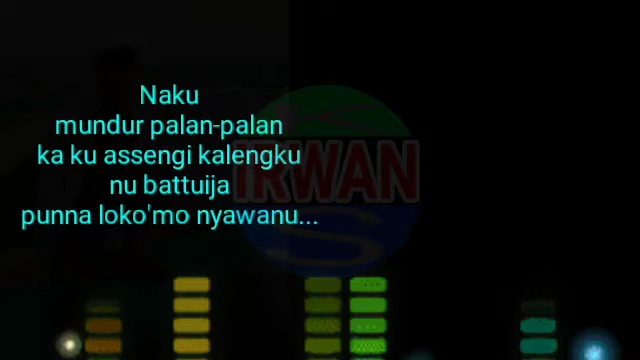 Naku
mundur palan-palan
ka ku assengi kalengku
nu battuija
punna loko'mo nyawanu...
IRWAN
S